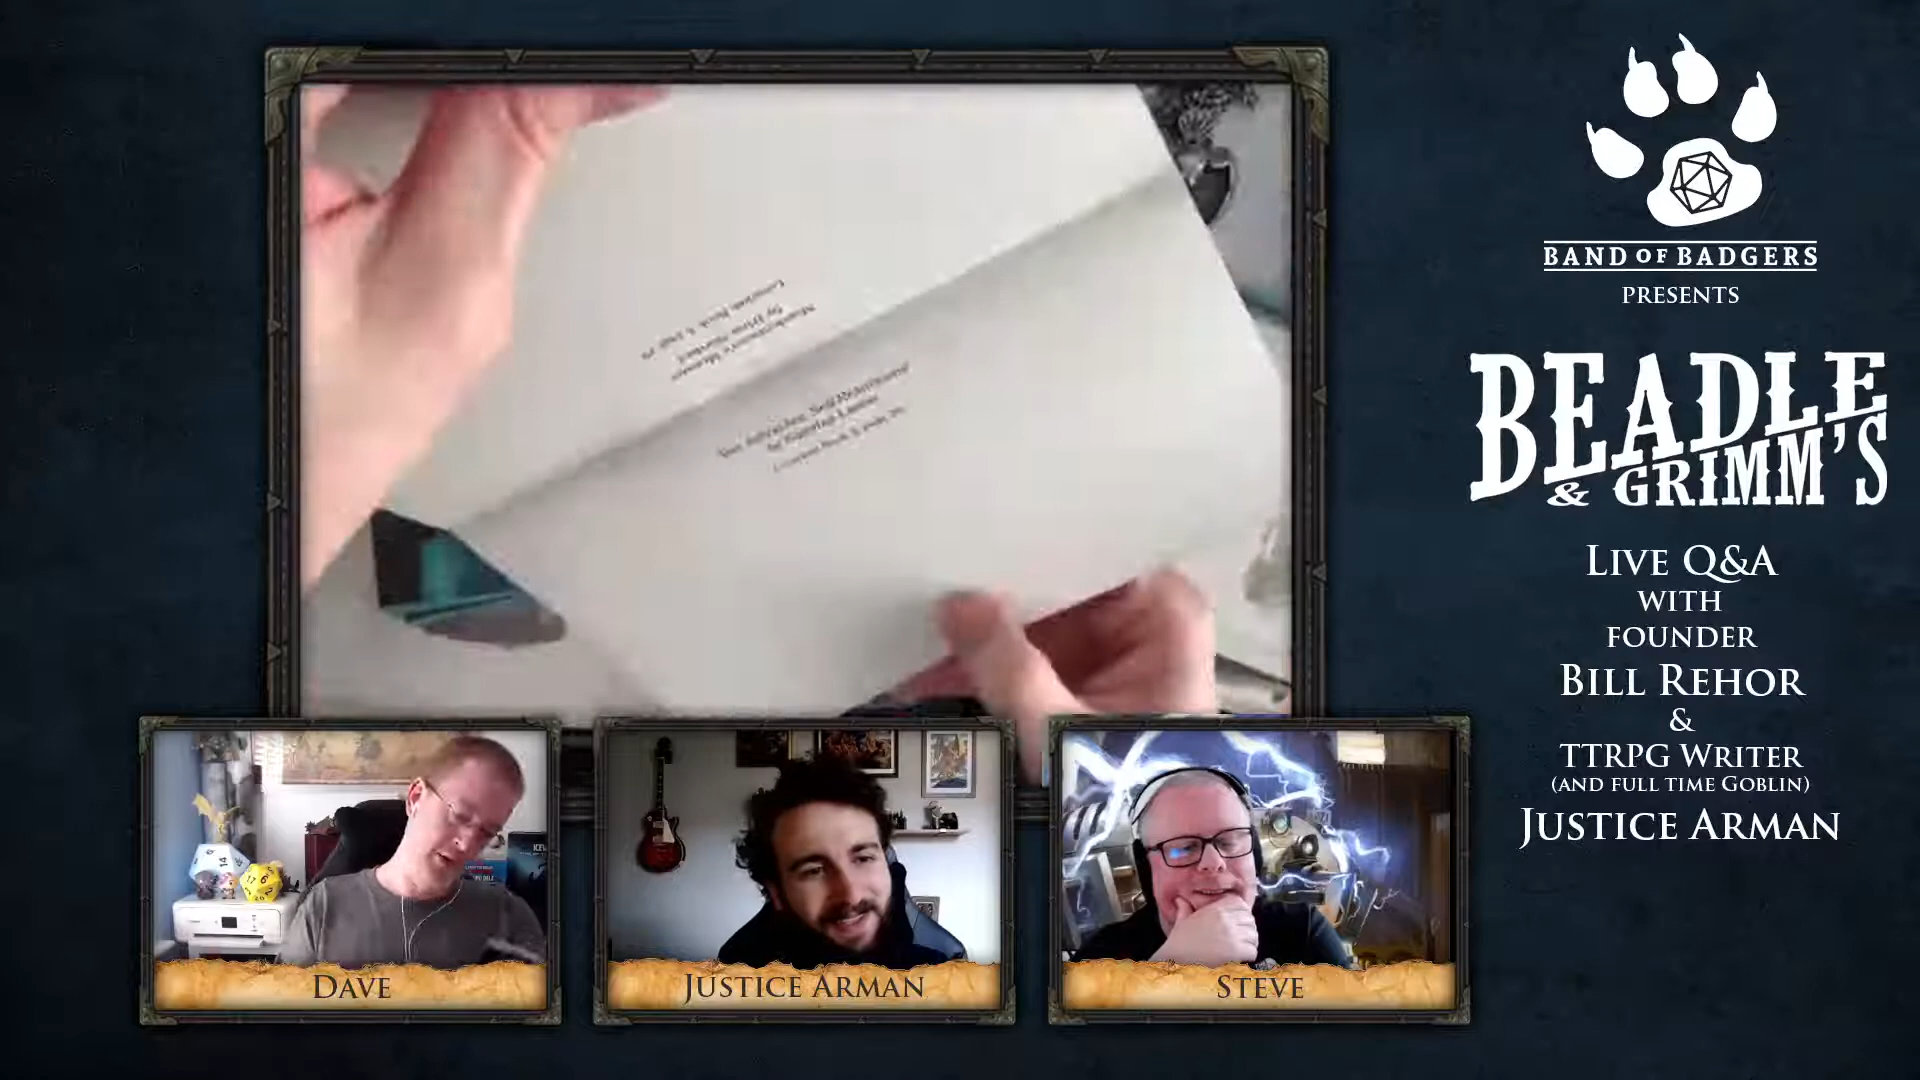 BAND OF BADGERS
PRESENTS
BEADLE
& GRIMM'S
LIVE Q&A
WITH
FOUNDER
BILL REHOR
&
TTRPG WRITER
(AND FULL TIME GOBLIN)
JUSTICE ARMAN
DAVE
JUSTICE ARMAN
STEVE